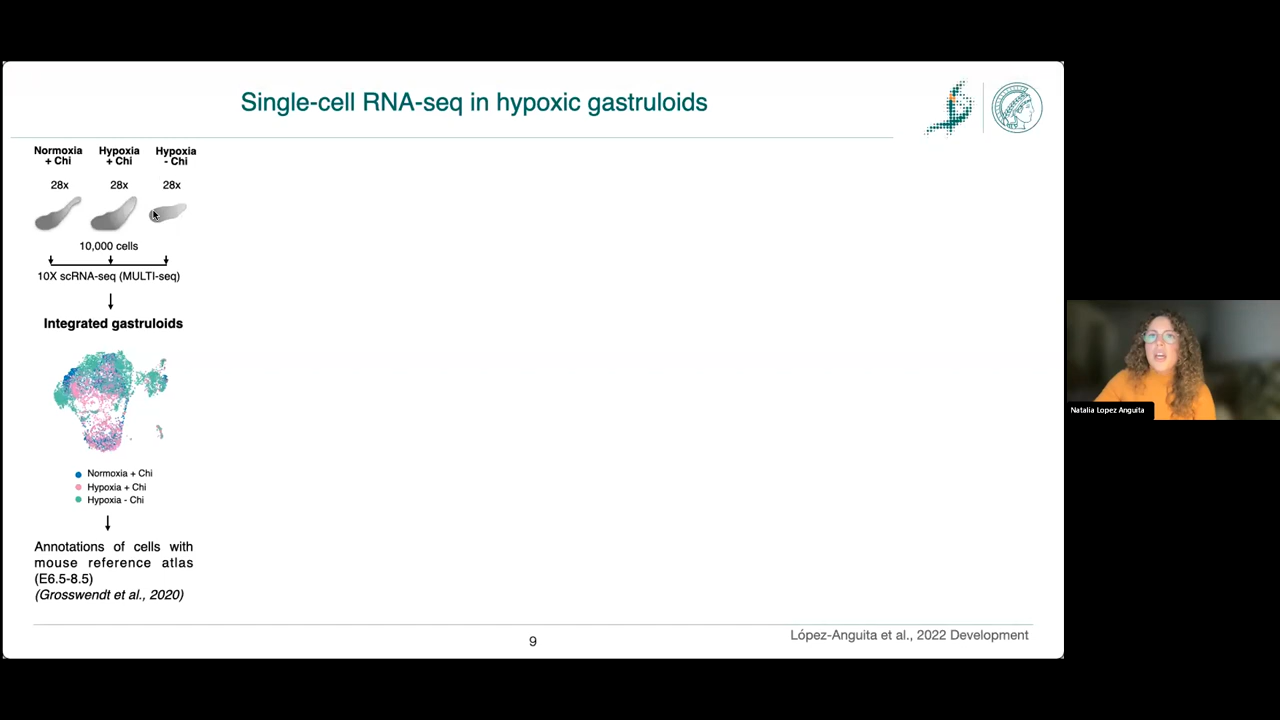 Single-cell RNA-seq in hypoxic gastruloids
Normoxia + Chi
Hypoxia + Chi
Hypoxia - Chi
28x
28x
28x
10,000 cells
10X scRNA-seq (MULTI-seq)
Integrated gastruloids
Normoxia + Chi
Hypoxia + Chi
Hypoxia - Chi
Annotations of cells with
mouse reference atlas
(E6.5-8.5)
(Grosswendt et al., 2020)
9
López-Anguita et al., 2022 Development
Natalia Lopez Anguita